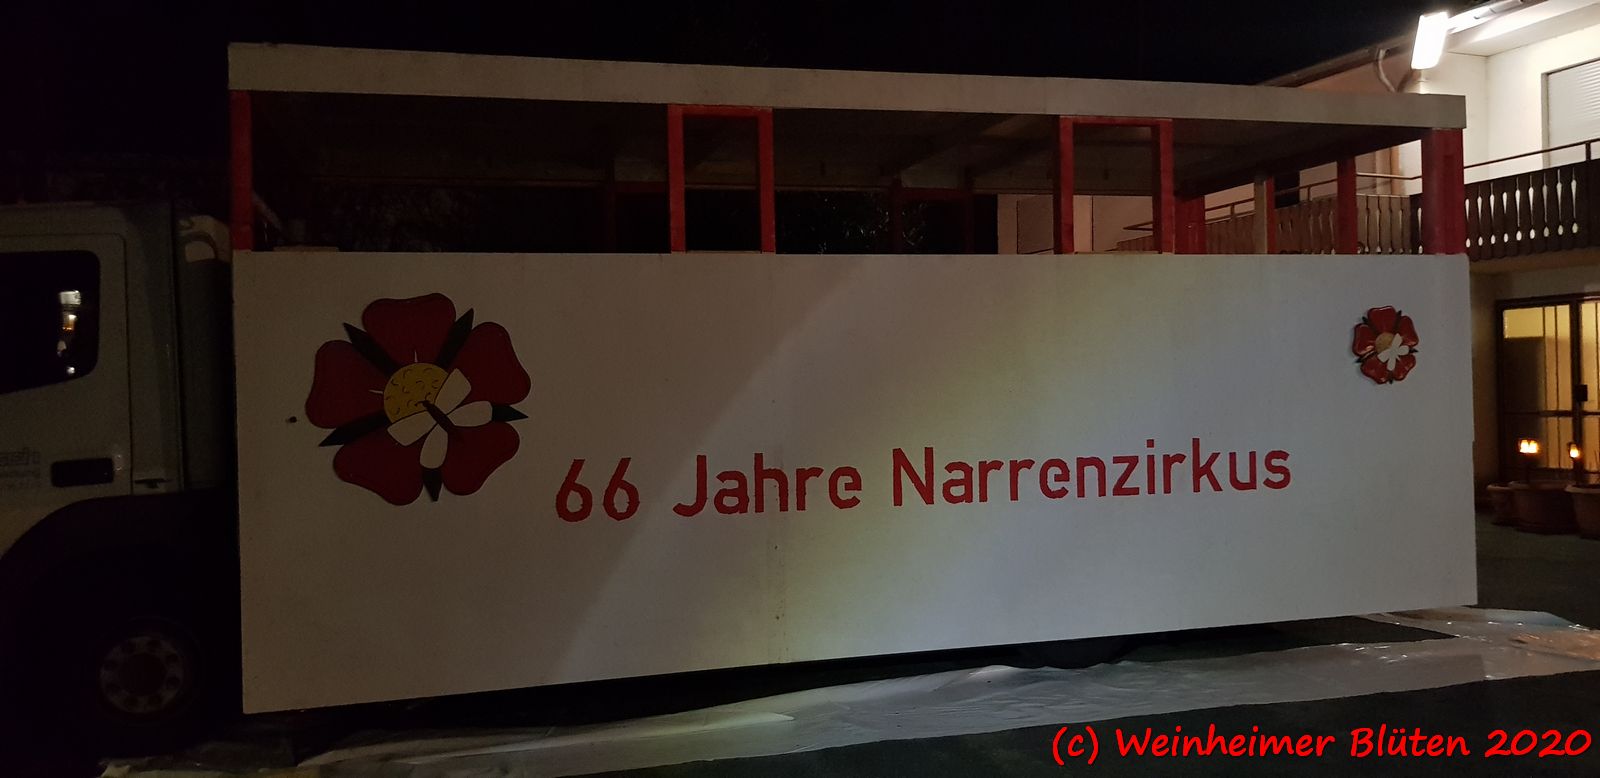 66 Jahre Narrenzirkus
(c) Weinheimer Blüten 2020